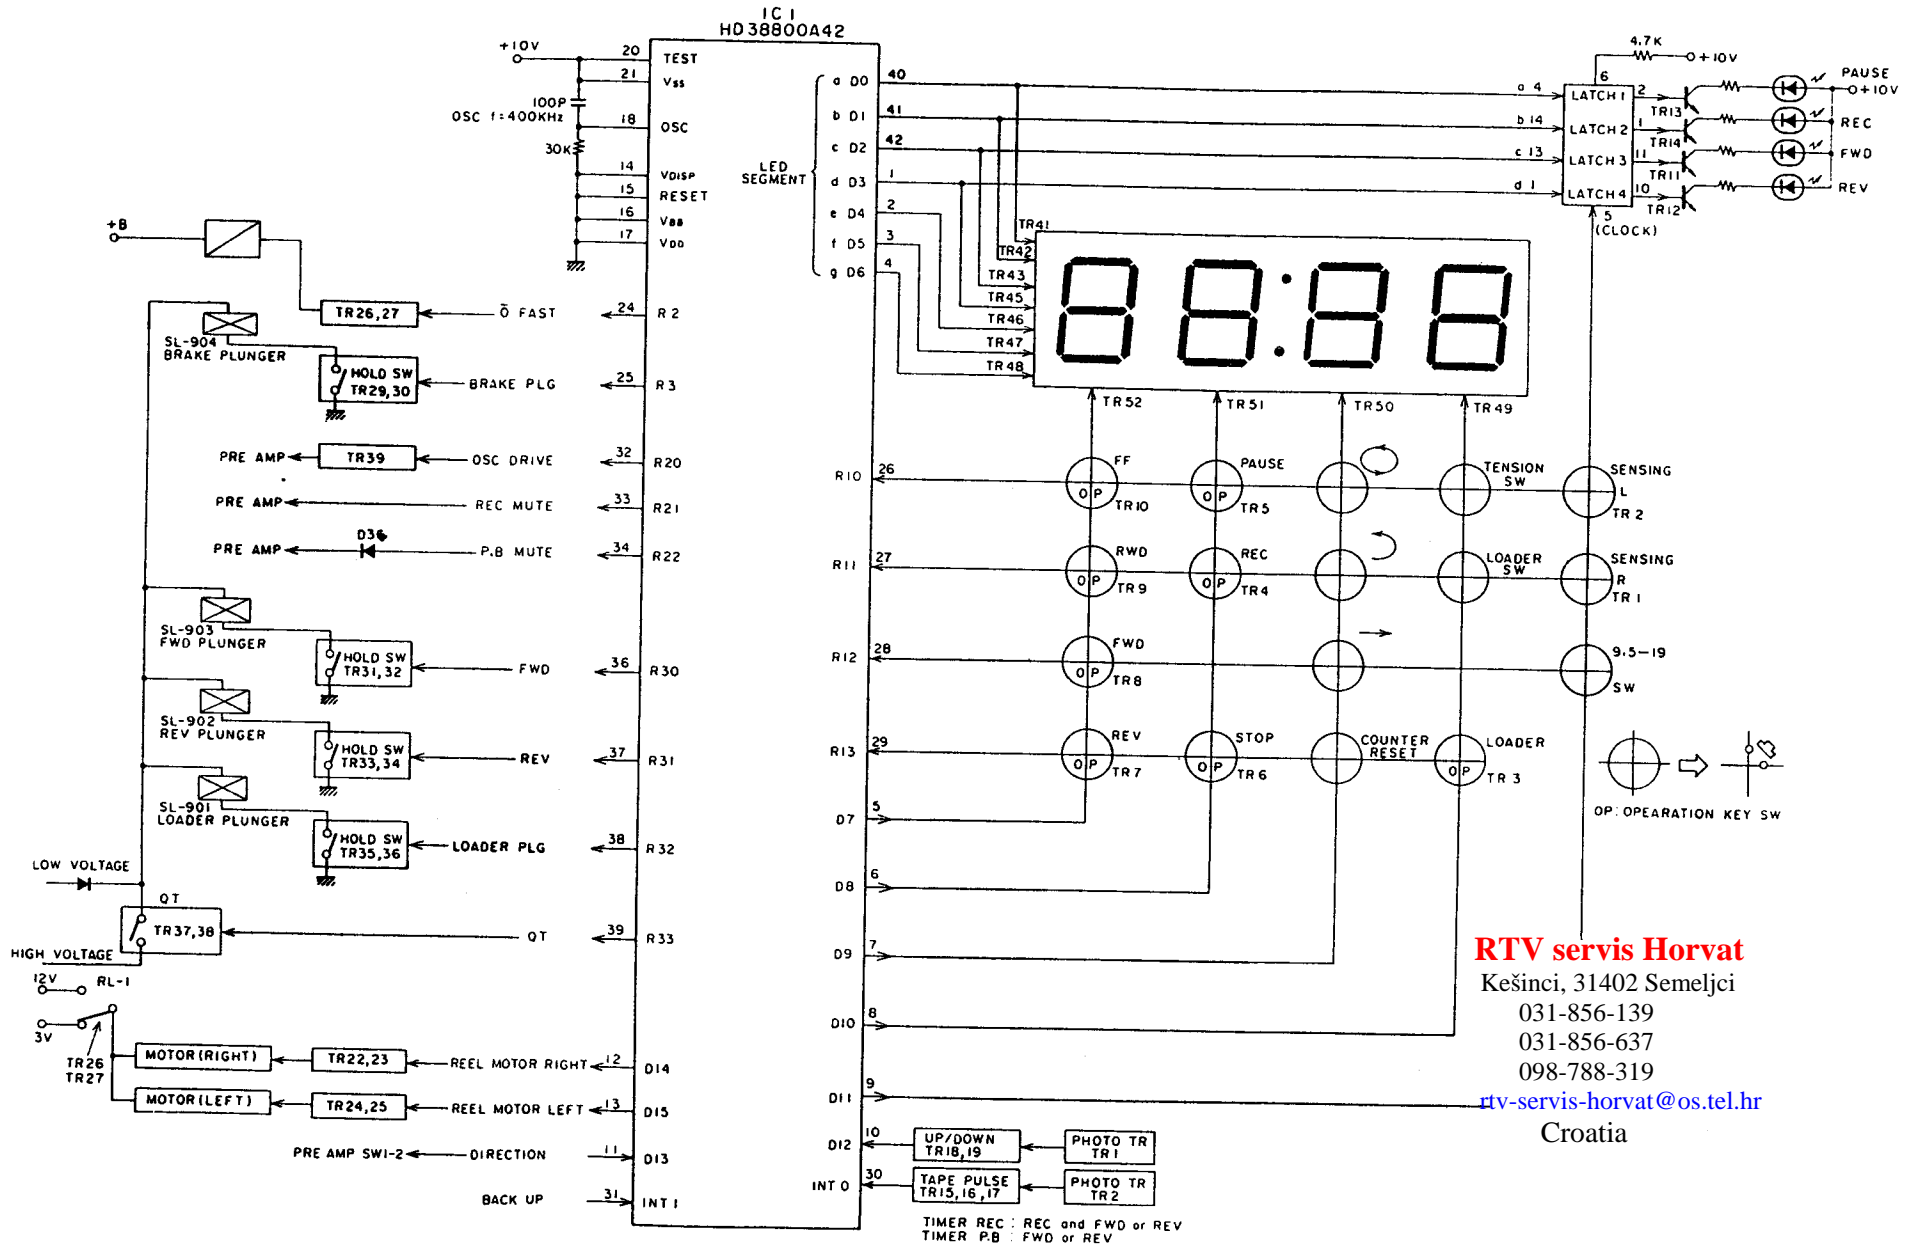 IC1
HD38800A42
+10V
20 TEST
21 Vss
100P
OSC f=400KHz
18 OSC
30K
14 VDISP
15 RESET
16 VBB
17 VDD
LED SEGMENT
a D0 40
b D1 41
c D2 42
d D3 1
e D4 2
f D5 3
g D6 4
4.7K +10V
6
a 4 LATCH 1 2 TR13
b 14 LATCH 2 1 TR14
c 13 LATCH 3 11 TR11
d 1 LATCH 4 10 TR12
5
(CLOCK)
PAUSE
+10V
REC
FWD
REV
TR41
TR42
TR43
TR45
TR46
TR47
TR48
TR52
TR51
TR50
TR49
+B
TR26,27
Ō FAST
24 R2
SL-904
BRAKE PLUNGER
HOLD SW
TR29,30
BRAKE PLG
25 R3
PRE AMP TR39 OSC DRIVE 32 R20
PRE AMP REC MUTE 33 R21
D36
PRE AMP P.B MUTE 34 R22
SL-903
FWD PLUNGER
HOLD SW
TR31,32
FWD 36 R30
SL-902
REV PLUNGER
HOLD SW
TR33,34
REV 37 R31
SL-901
LOADER PLUNGER
HOLD SW
TR35,36
LOADER PLG 38 R32
LOW VOLTAGE
QT
TR37,38
QT 39 R33
HIGH VOLTAGE
12V RL-1
3V
TR26
TR27
MOTOR(RIGHT) TR22,23 REEL MOTOR RIGHT 12 D14
MOTOR(LEFT) TR24,25 REEL MOTOR LEFT 13 D15
PRE AMP SW1-2 DIRECTION 11 D13
BACK UP 31 INT 1
R10 26
FF
OP
TR10
PAUSE
OP
TR5
TENSION
SW
SENSING
L
TR2
R11 27
RWD
OP
TR9
REC
OP
TR4
LOADER
SW
SENSING
R
TR1
R12 28
FWD
OP
TR8
9.5-19
SW
R13 29
REV
OP
TR7
STOP
OP
TR6
COUNTER
RESET
LOADER
OP
TR3
OP: OPEARATION KEY SW
D7 5
D8 6
D9 7
D10 8
D11 9
D12 10
UP/DOWN
TR18,19
PHOTO TR
TR1
INT 0 30
TAPE PULSE
TR15,16,17
PHOTO TR
TR2
TIMER REC : REC and FWD or REV
TIMER P.B : FWD or REV
RTV servis Horvat
Kešinci, 31402 Semeljci
031-856-139
031-856-637
098-788-319
rtv-servis-horvat@os.tel.hr
Croatia